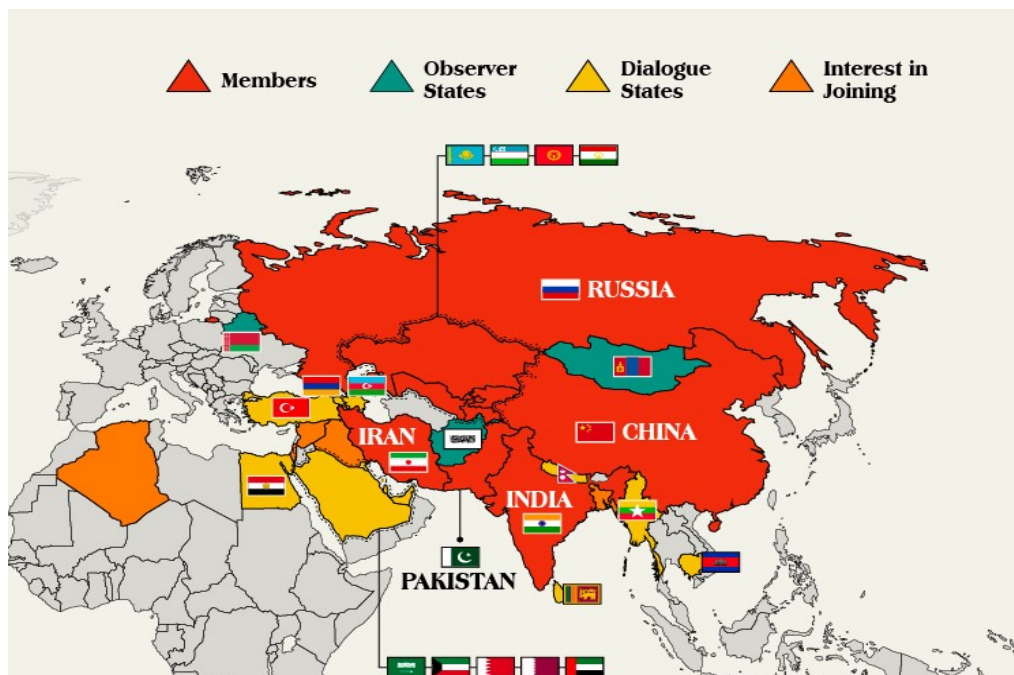 Members
Observer
States
Dialogue
States
Interest in
Joining
RUSSIA
CHINA
IRAN
INDIA
PAKISTAN